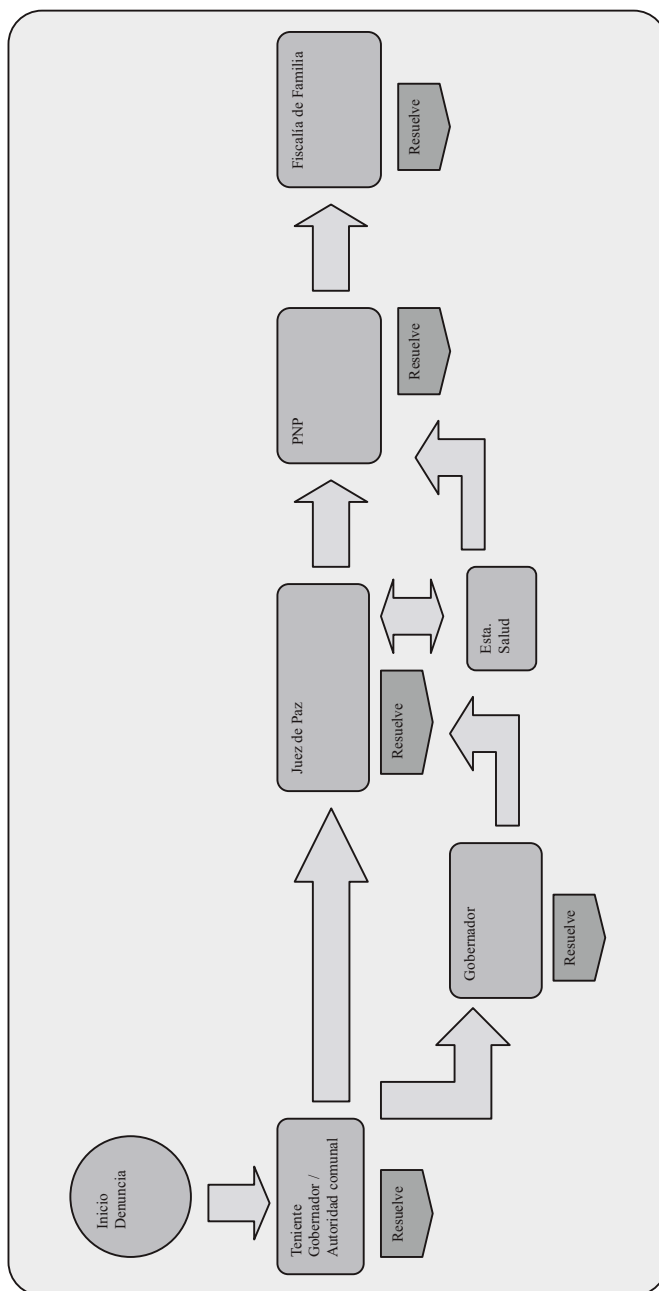 Inicio
Denuncia
Teniente
Gobernador /
Autoridad comunal
Resuelve
Gobernador
Resuelve
Juez de Paz
Resuelve
Esta.
Salud
PNP
Resuelve
Fiscalía de Familia
Resuelve